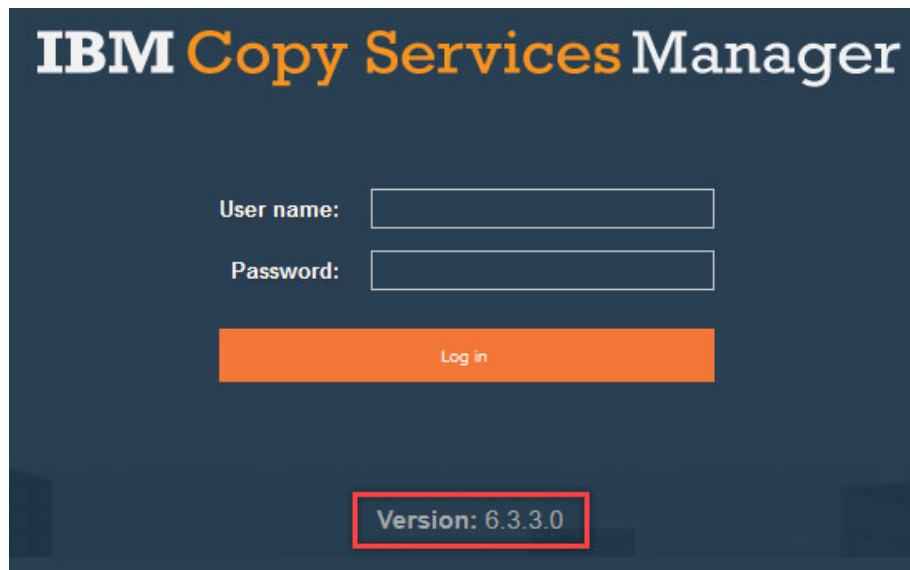 IBM Copy Services Manager
User name:
Password:
Log in
Version: 6.3.3.0